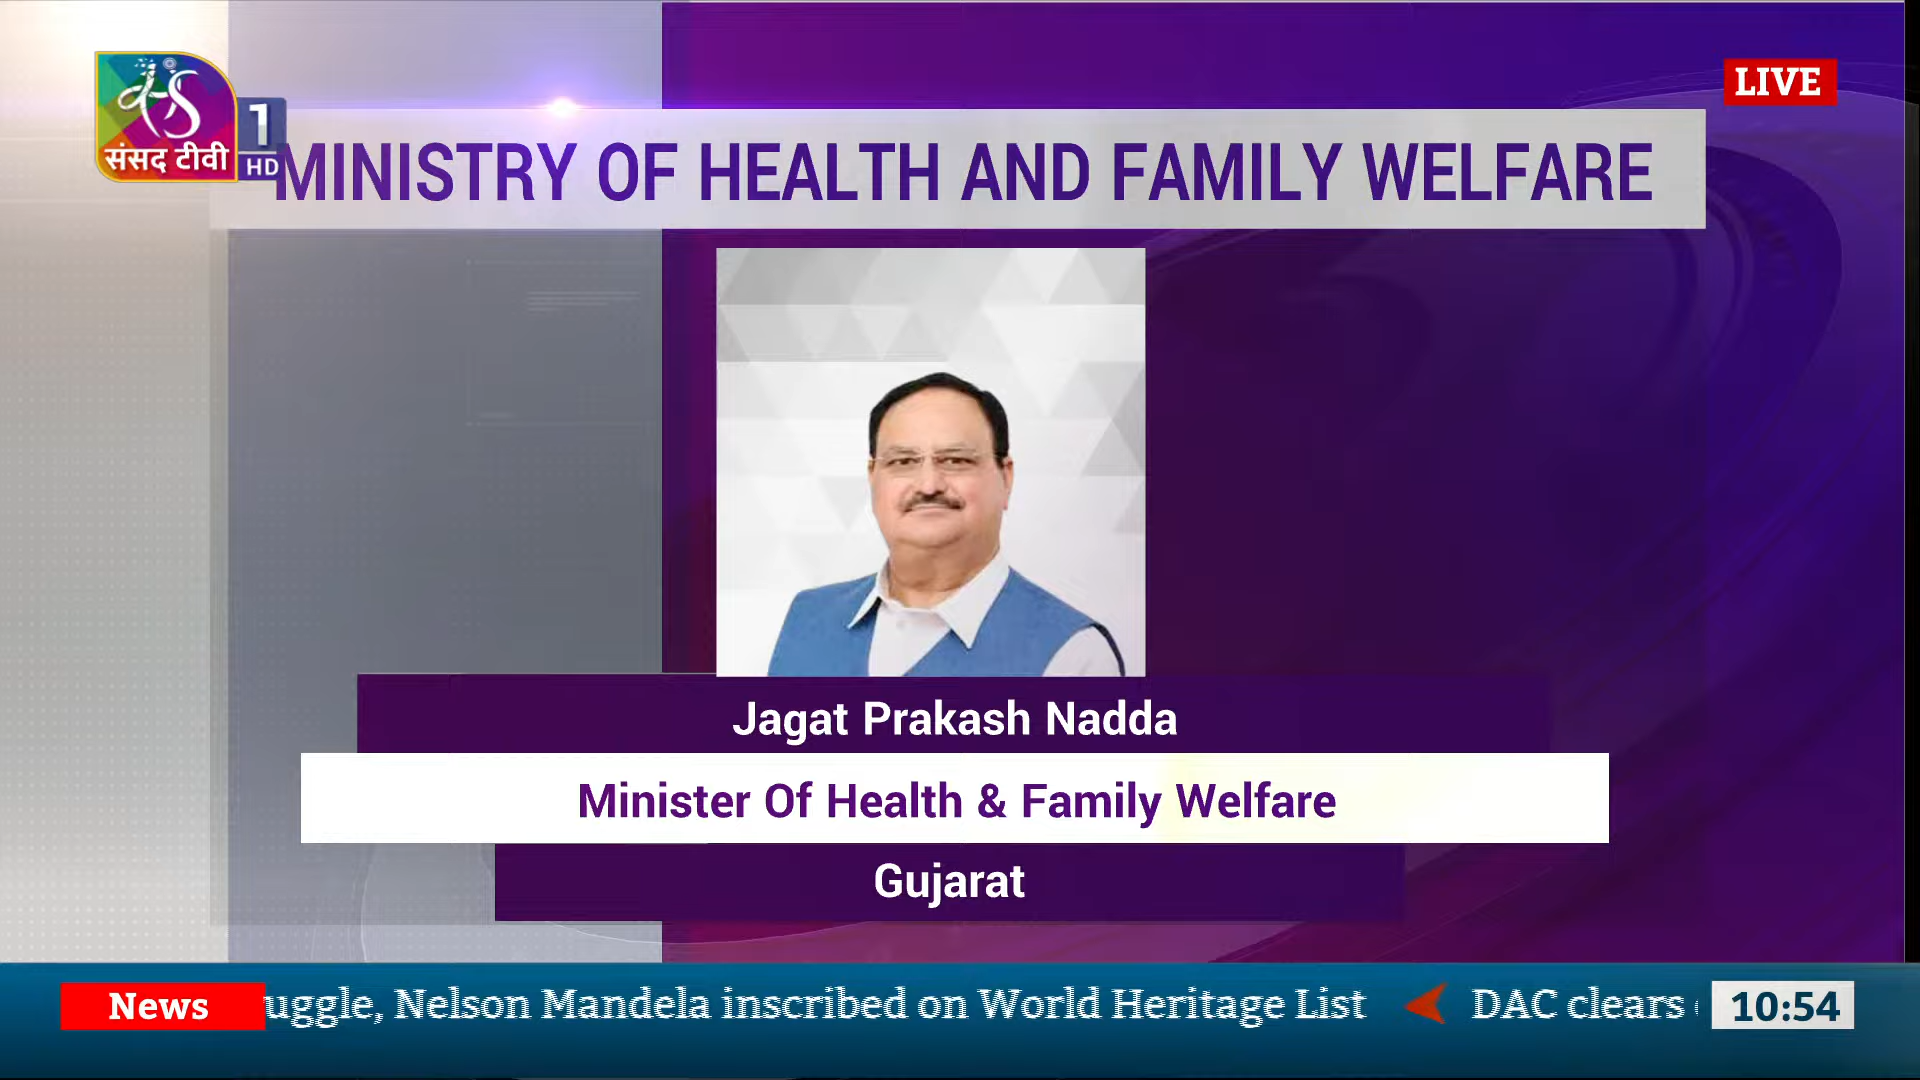 संसद टीवी
1
HD
LIVE
MINISTRY OF HEALTH AND FAMILY WELFARE
Jagat Prakash Nadda
Minister Of Health & Family Welfare
Gujarat
News
uggle, Nelson Mandela inscribed on World Heritage List
DAC clears
10:54